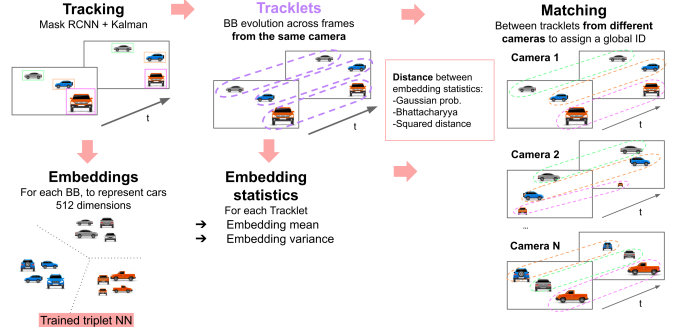 Tracking
Mask RCNN + Kalman
t
Tracklets
BB evolution across frames
from the same camera
t
Distance between
embedding statistics:
-Gaussian prob.
-Bhattacharyya
-Squared distance
Matching
Between tracklets from different
cameras to assign a global ID
Camera 1
t
Camera 2
t
...
Camera N
t
Embeddings
For each BB, to represent cars
512 dimensions
Trained triplet NN
Embedding
statistics
For each Tracklet
➔ Embedding mean
➔ Embedding variance